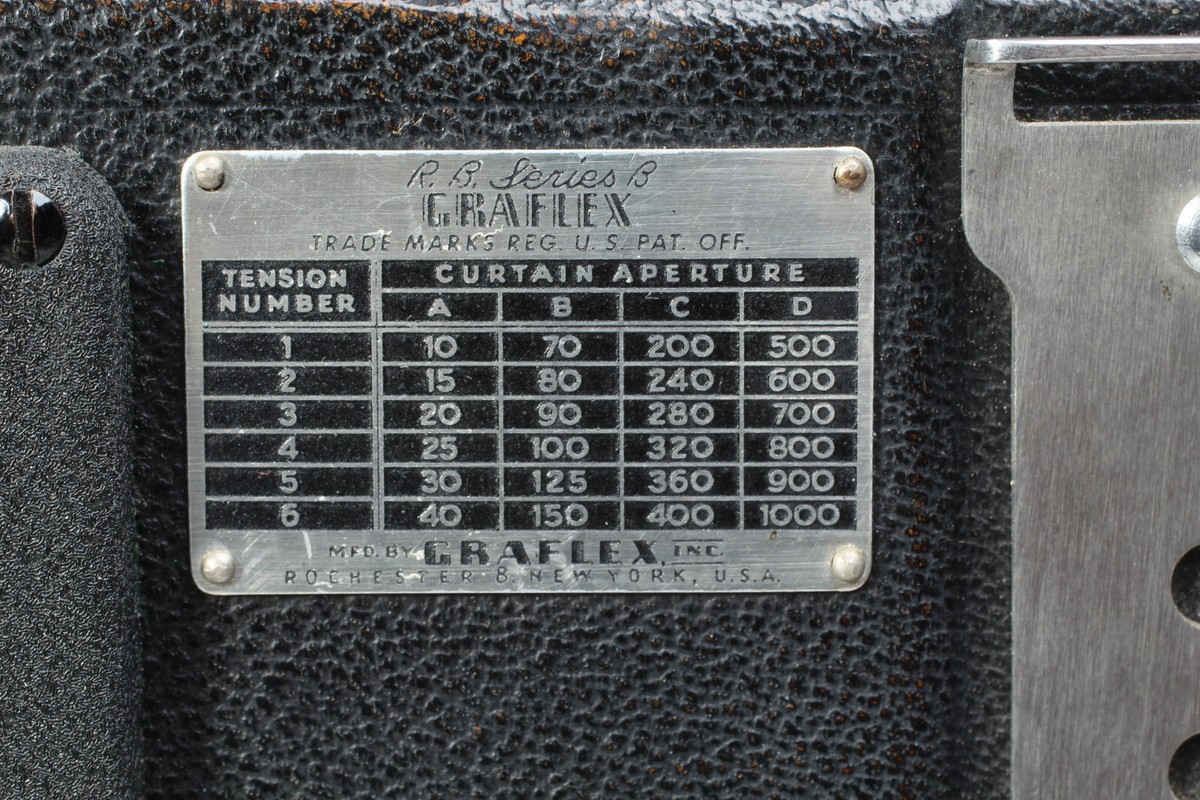 R. B. Series B
GRAFLEX
TRADE MARKS REG. U.S. PAT. OFF.
TENSION NUMBER CURTAIN APERTURE
A B C D
1 10 70 200 500
2 15 80 240 600
3 20 90 280 700
4 25 100 320 800
5 30 125 360 900
6 40 150 400 1000
MFD. BY GRAFLEX, INC.
ROCHESTER 8, NEW YORK, U.S.A.